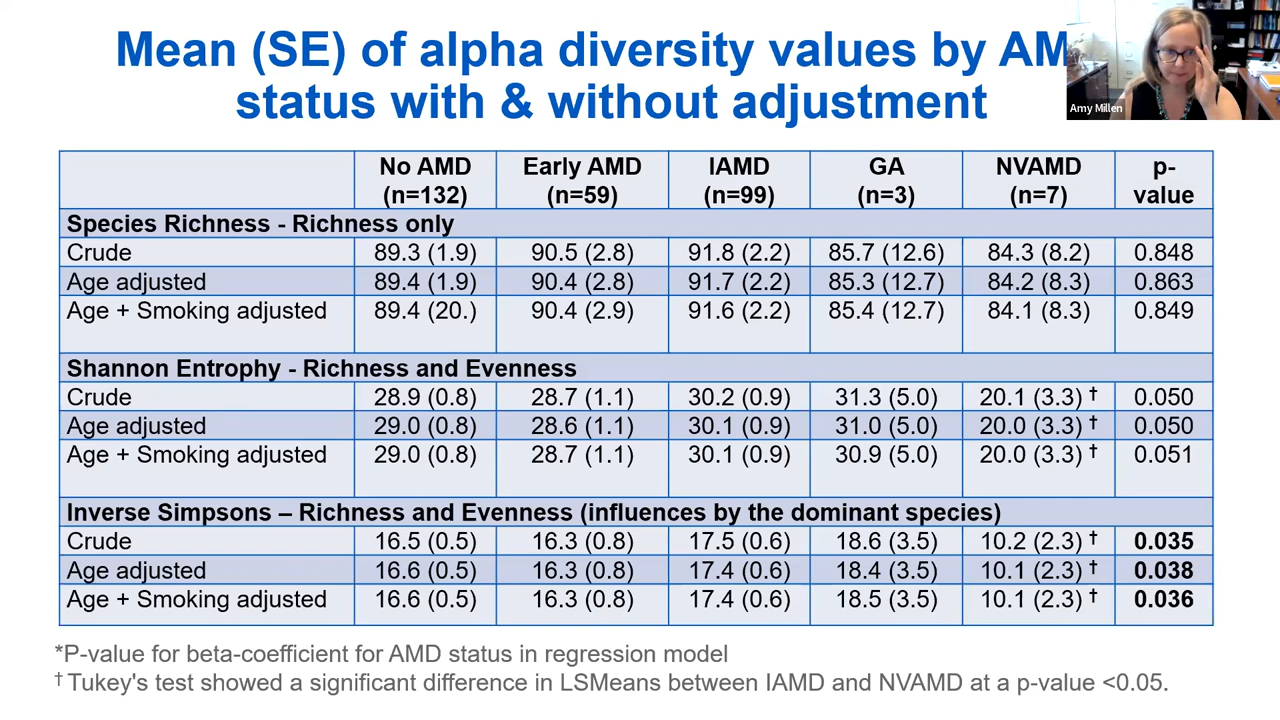 Mean (SE) of alpha diversity values by AM
status with & without adjustment
Amy Millen
No AMD (n=132) Early AMD (n=59) IAMD (n=99) GA (n=3) NVAMD (n=7) p-value
Species Richness - Richness only
Crude 89.3 (1.9) 90.5 (2.8) 91.8 (2.2) 85.7 (12.6) 84.3 (8.2) 0.848
Age adjusted 89.4 (1.9) 90.4 (2.8) 91.7 (2.2) 85.3 (12.7) 84.2 (8.3) 0.863
Age + Smoking adjusted 89.4 (20.) 90.4 (2.9) 91.6 (2.2) 85.4 (12.7) 84.1 (8.3) 0.849
Shannon Entrophy - Richness and Evenness
Crude 28.9 (0.8) 28.7 (1.1) 30.2 (0.9) 31.3 (5.0) 20.1 (3.3) † 0.050
Age adjusted 29.0 (0.8) 28.6 (1.1) 30.1 (0.9) 31.0 (5.0) 20.0 (3.3) † 0.050
Age + Smoking adjusted 29.0 (0.8) 28.7 (1.1) 30.1 (0.9) 30.9 (5.0) 20.0 (3.3) † 0.051
Inverse Simpsons – Richness and Evenness (influences by the dominant species)
Crude 16.5 (0.5) 16.3 (0.8) 17.5 (0.6) 18.6 (3.5) 10.2 (2.3) † 0.035
Age adjusted 16.6 (0.5) 16.3 (0.8) 17.4 (0.6) 18.4 (3.5) 10.1 (2.3) † 0.038
Age + Smoking adjusted 16.6 (0.5) 16.3 (0.8) 17.4 (0.6) 18.5 (3.5) 10.1 (2.3) † 0.036
*P-value for beta-coefficient for AMD status in regression model
† Tukey's test showed a significant difference in LSMeans between IAMD and NVAMD at a p-value <0.05.